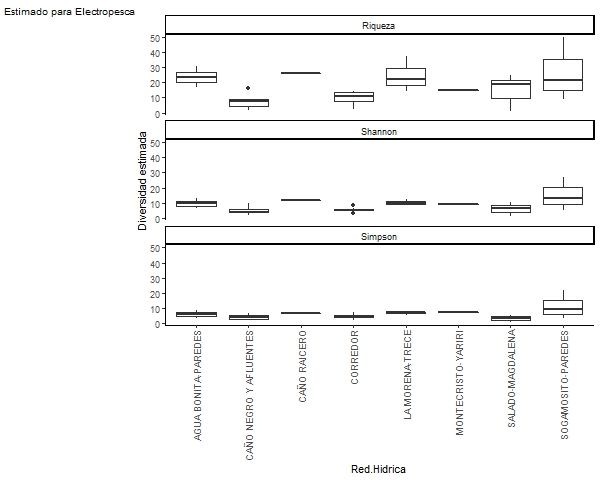 Estimado para Electropesca
Riqueza
50
40
30
20
10
0
Shannon
50
40
30
20
10
0
Simpson
50
40
30
20
10
0
Diversidad estimada
AGUA BONITA-PAREDES
CAÑO NEGRO Y AFLUENTES
CAÑO RAICERO
CORREDOR
LA MORENA-TRECE
MONTECRISTO-YARIRI
SALADO-MAGDALENA
SOGAMOSITO-PAREDES
Red.Hidrica